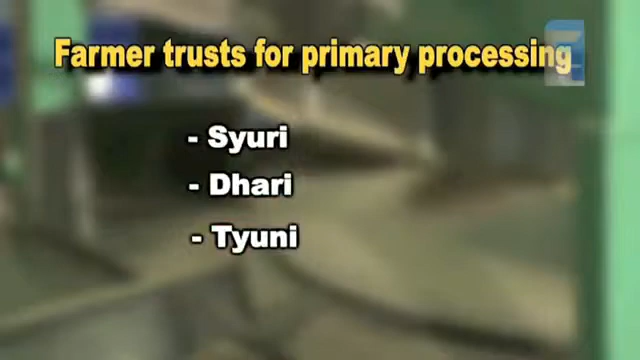 Farmer trusts for primary processing
- Syuri
- Dhari
- Tyuni